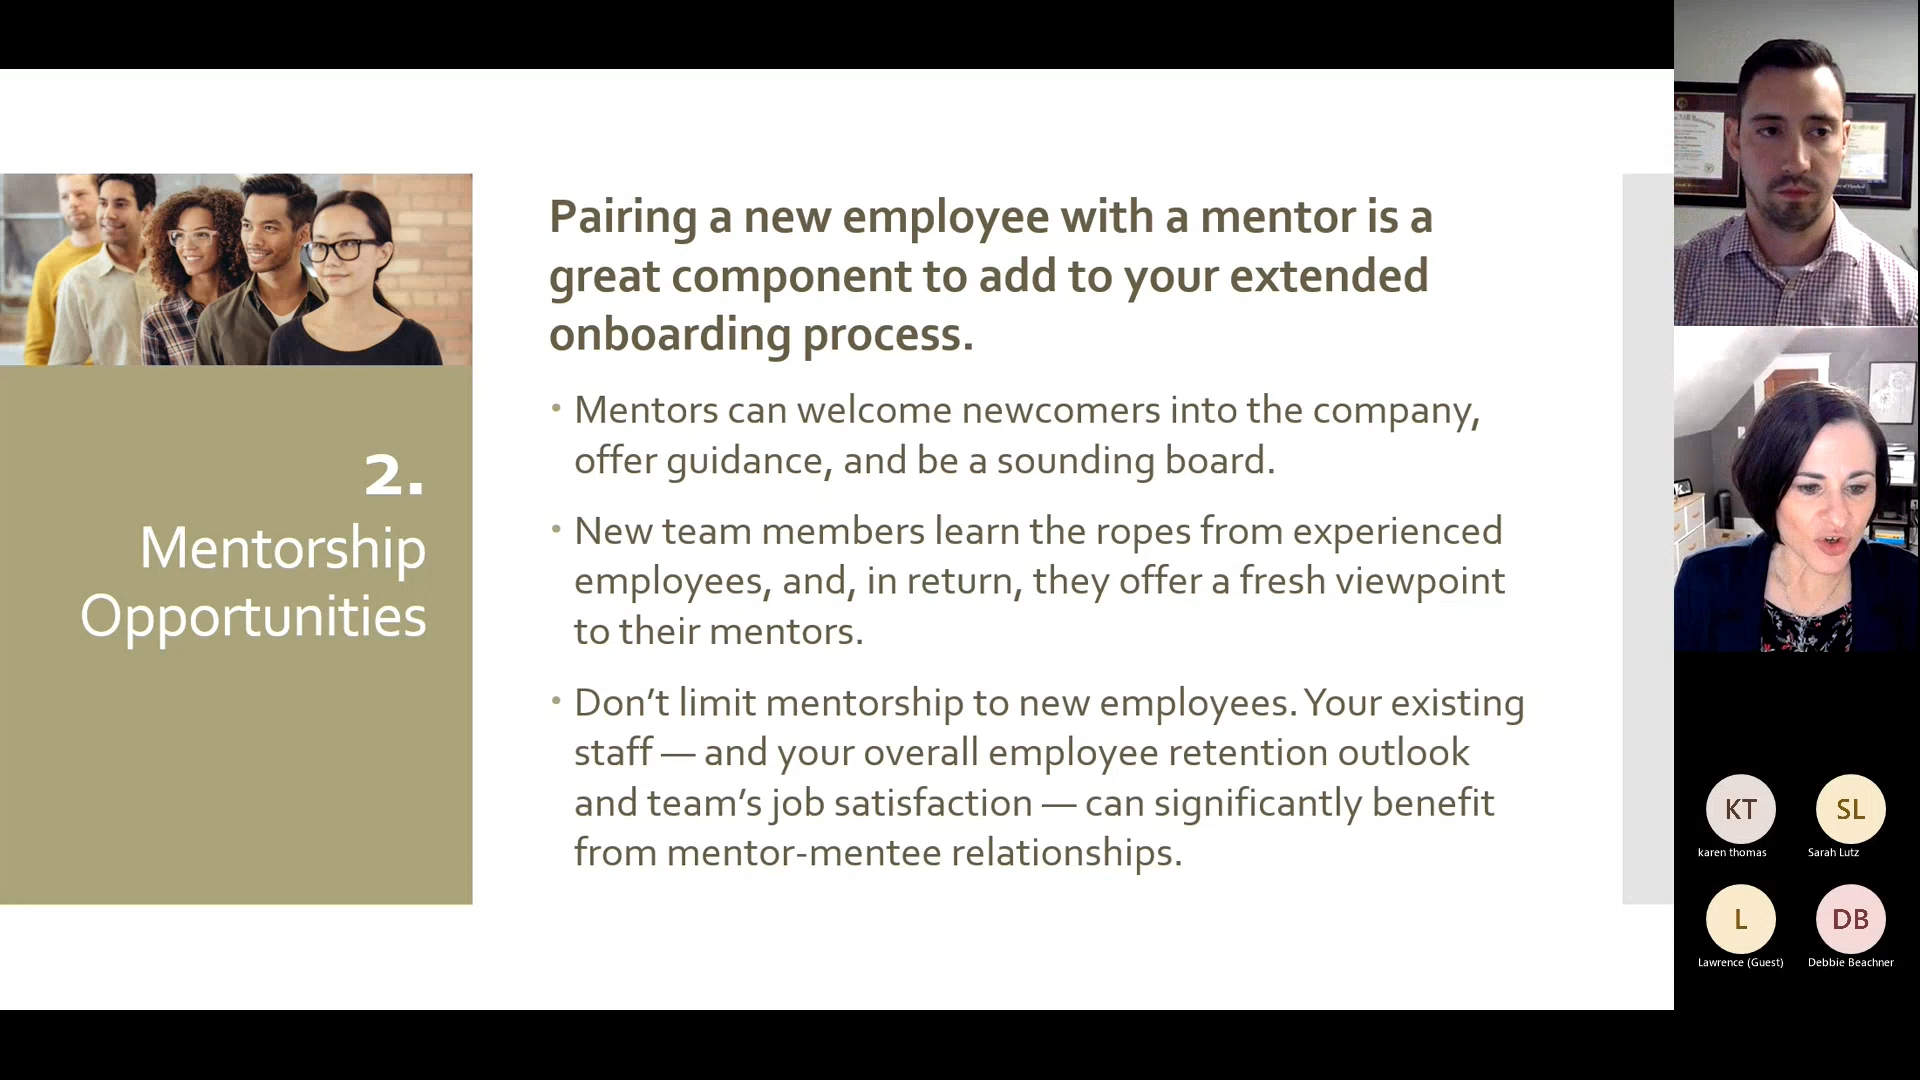 2.
Mentorship
Opportunities
Pairing a new employee with a mentor is a
great component to add to your extended
onboarding process.
• Mentors can welcome newcomers into the company,
offer guidance, and be a sounding board.
• New team members learn the ropes from experienced
employees, and, in return, they offer a fresh viewpoint
to their mentors.
• Don’t limit mentorship to new employees. Your existing
staff — and your overall employee retention outlook
and team’s job satisfaction — can significantly benefit
from mentor-mentee relationships.
KT
karen thomas
SL
Sarah Lutz
L
Lawrence (Guest)
DB
Debbie Beachner